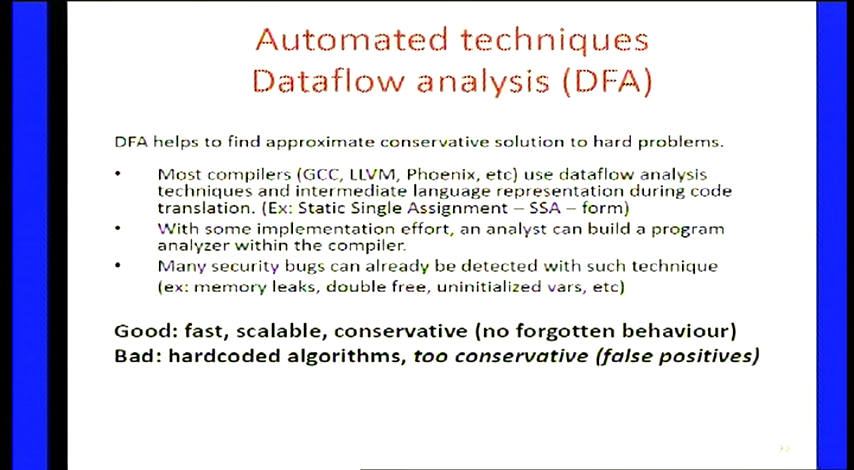 Automated techniques
Dataflow analysis (DFA)
DFA helps to find approximate conservative solution to hard problems.
• Most compilers (GCC, LLVM, Phoenix, etc) use dataflow analysis
techniques and intermediate language representation during code
translation. (Ex: Static Single Assignment – SSA – form)
• With some implementation effort, an analyst can build a program
analyzer within the compiler.
• Many security bugs can already be detected with such technique
(ex: memory leaks, double free, uninitialized vars, etc)
Good: fast, scalable, conservative (no forgotten behaviour)
Bad: hardcoded algorithms, too conservative (false positives)